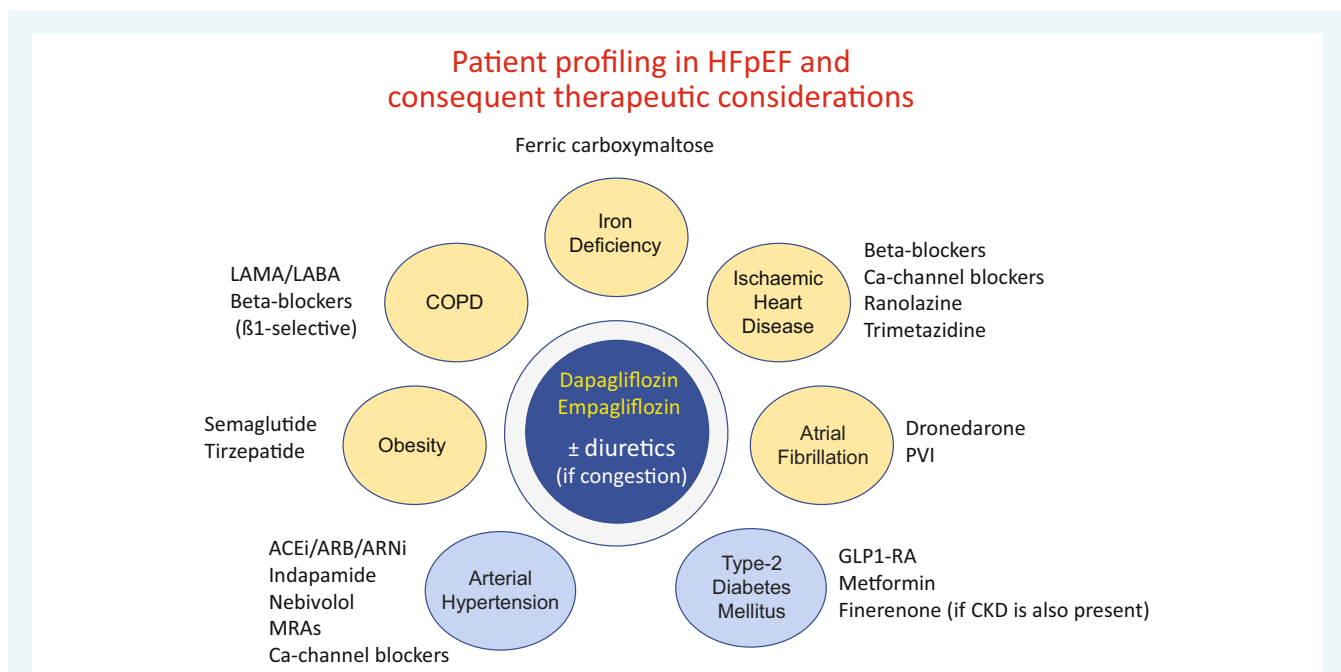 Patient profiling in HFpEF and
consequent therapeutic considerations
Ferric carboxymaltose
Iron
Deficiency
LAMA/LABA
Beta-blockers
(ß1-selective)
COPD
Ischaemic
Heart
Disease
Beta-blockers
Ca-channel blockers
Ranolazine
Trimetazidine
Dapagliflozin
Empagliflozin
± diuretics
(if congestion)
Semaglutide
Tirzepatide
Obesity
Atrial
Fibrillation
Dronedarone
PVI
ACEi/ARB/ARNi
Indapamide
Nebivolol
MRAs
Ca-channel blockers
Arterial
Hypertension
Type-2
Diabetes
Mellitus
GLP1-RA
Metformin
Finerenone (if CKD is also present)